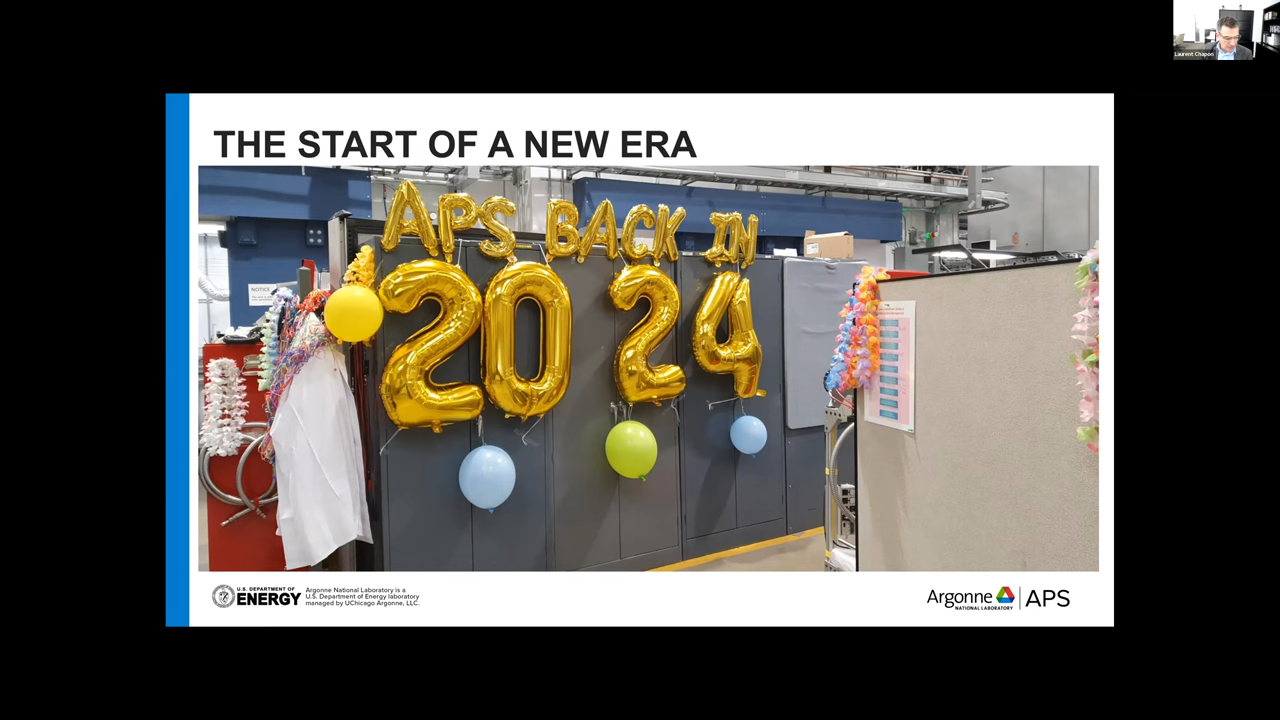 Laurent Chapon
THE START OF A NEW ERA
APS BACK IN
2024
NOTICE
U.S. DEPARTMENT OF
ENERGY
Argonne National Laboratory is a
U.S. Department of Energy laboratory
managed by UChicago Argonne, LLC.
Argonne
NATIONAL LABORATORY
APS